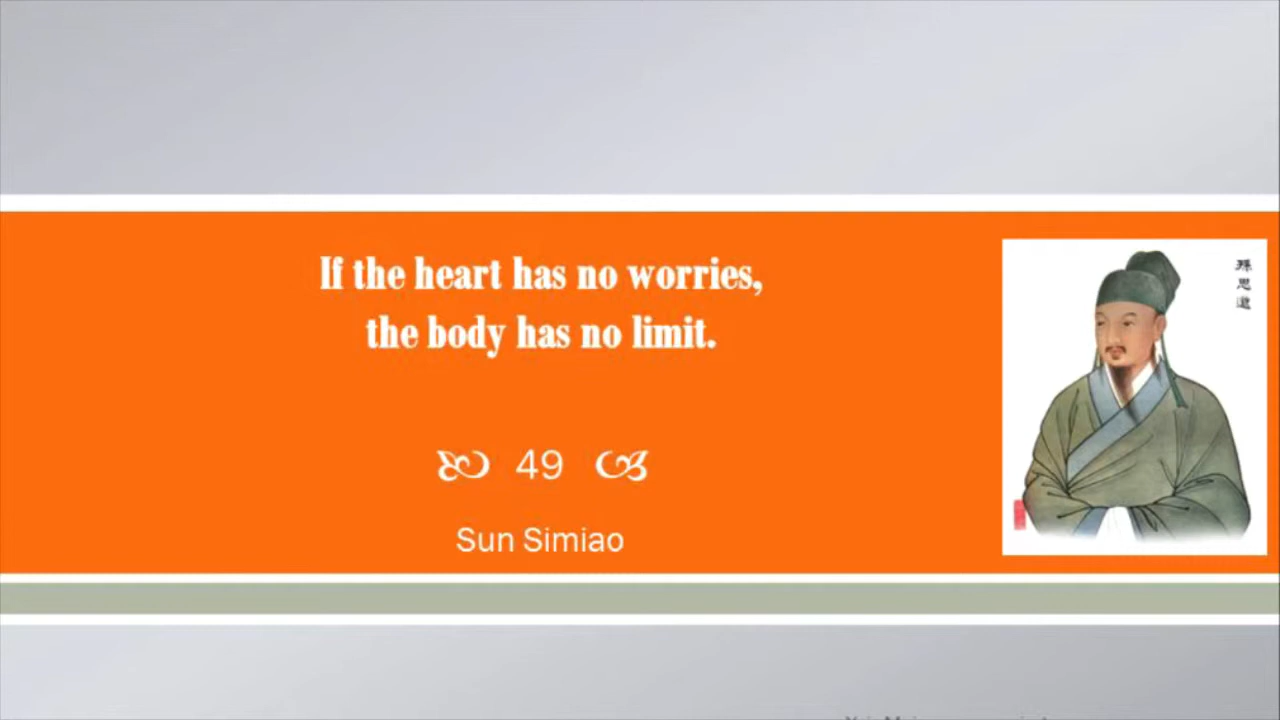 If the heart has no worries,
the body has no limit.
49
Sun Simiao
孫思邈